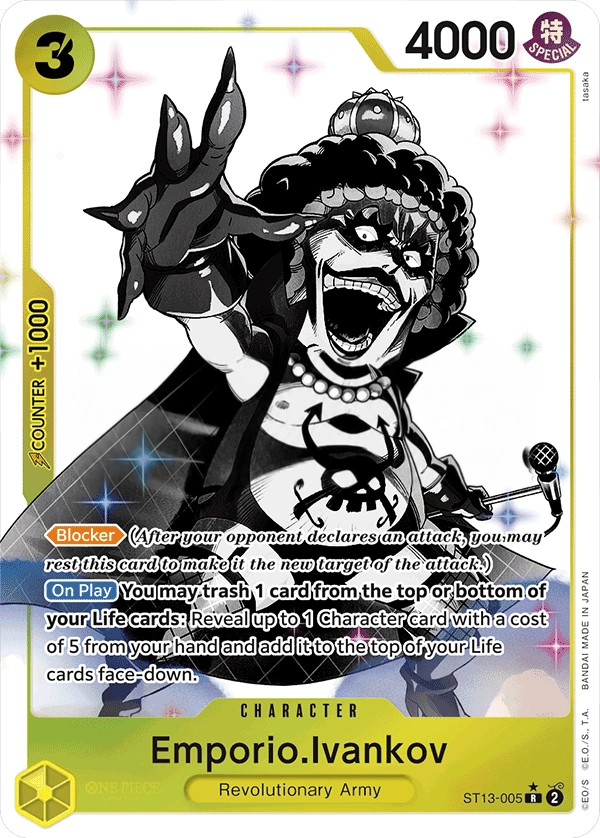 3
4000
特
SPECIAL
tasaka
COUNTER +1000
Blocker (After your opponent declares an attack, you may
rest this card to make it the new target of the attack.)
On Play You may trash 1 card from the top or bottom of
your Life cards: Reveal up to 1 Character card with a cost
of 5 from your hand and add it to the top of your Life
cards face-down.
©EO/S ©E.O./S., T.A. BANDAI MADE IN JAPAN
CHARACTER
Emporio.Ivankov
ONE PIECE
CARD GAME
Revolutionary Army
ST13-005 R 2